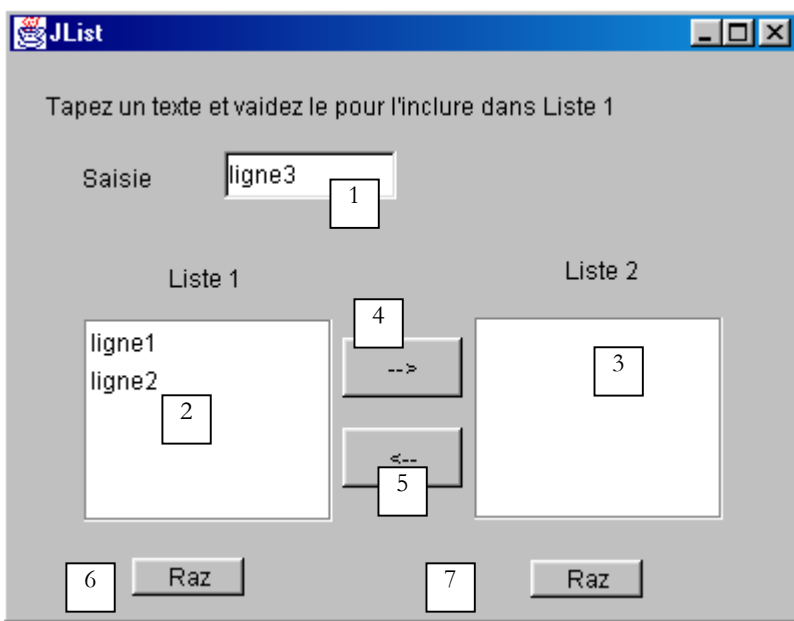 JList
Tapez un texte et vaidez le pour l'inclure dans Liste 1
Saisie
ligne3
1
Liste 1
Liste 2
4
ligne1
-->
3
ligne2
2
<--
5
6
Raz
7
Raz